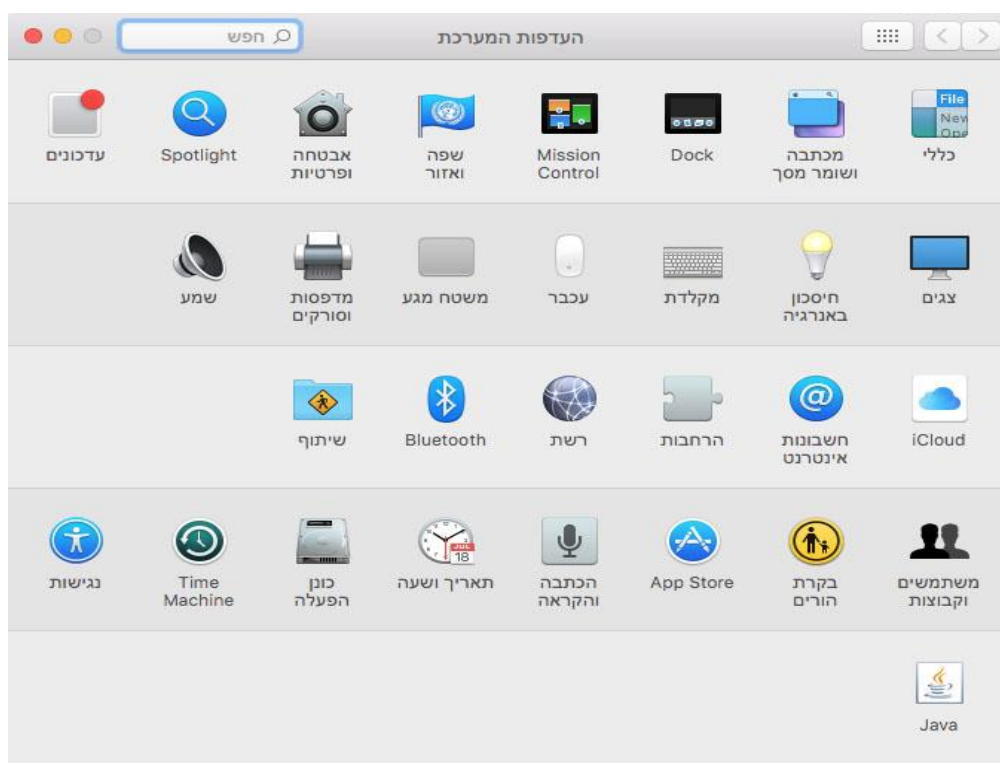 העדפות המערכת
חפש
File
New
Ope
כללי
מכתבה
ושומר מסך
Dock
Mission
Control
שפה
ואזור
אבטחה
ופרטיות
Spotlight
עדכונים
צגים
חיסכון
באנרגיה
מקלדת
עכבר
משטח מגע
מדפסות
וסורקים
שמע
iCloud
חשבונות
אינטרנט
הרחבות
רשת
Bluetooth
שיתוף
משתמשים
וקבוצות
בקרת
הורים
App Store
הכתבה
והקראה
JUL
18
תאריך ושעה
כונן
הפעלה
Time
Machine
נגישות
Java